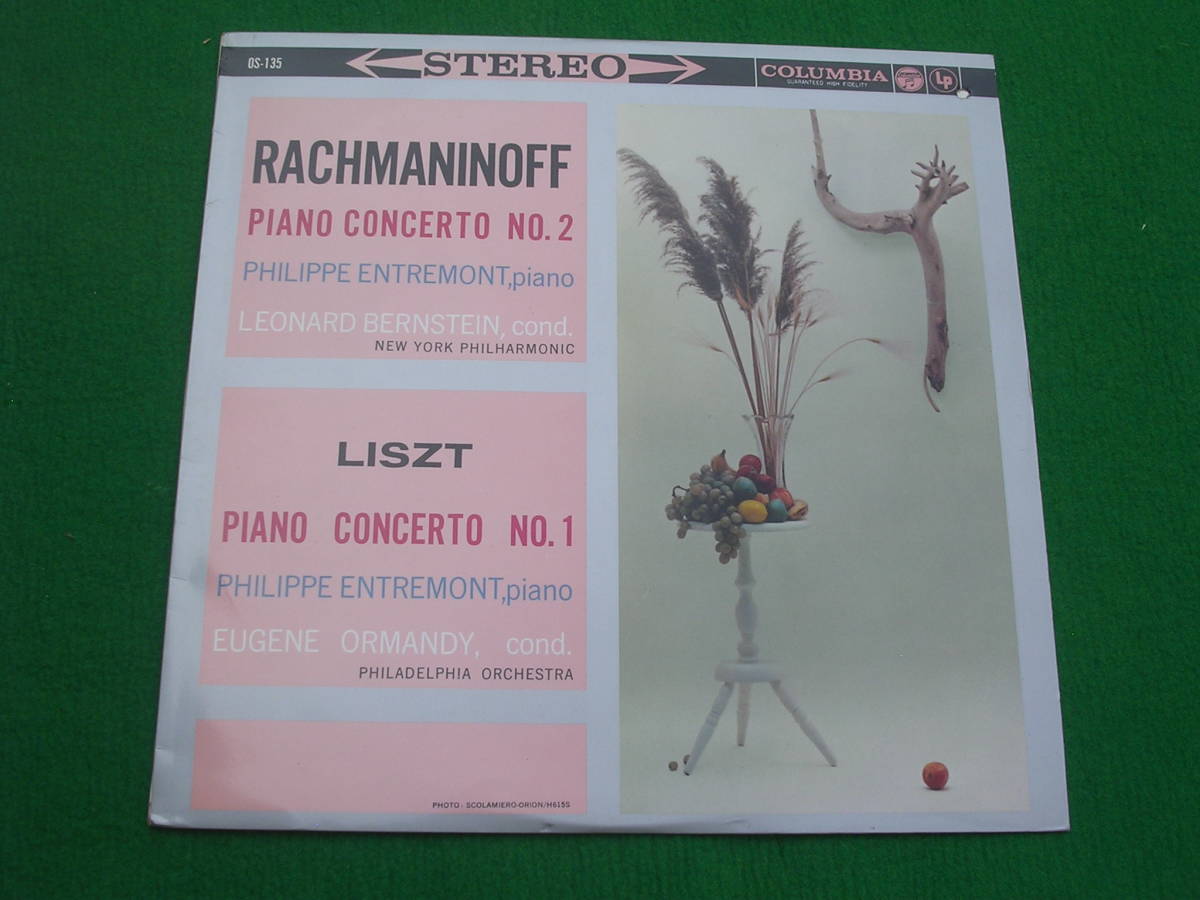 OS-135
STEREO
COLUMBIA
GUARANTEED HIGH FIDELITY
Columbia
LP
RACHMANINOFF
PIANO CONCERTO NO. 2
PHILIPPE ENTREMONT, piano
LEONARD BERNSTEIN, cond.
NEW YORK PHILHARMONIC
LISZT
PIANO CONCERTO NO. 1
PHILIPPE ENTREMONT, piano
EUGENE ORMANDY, cond.
PHILADELPHIA ORCHESTRA
PHOTO: SCOLAMIERO-ORION/H615S